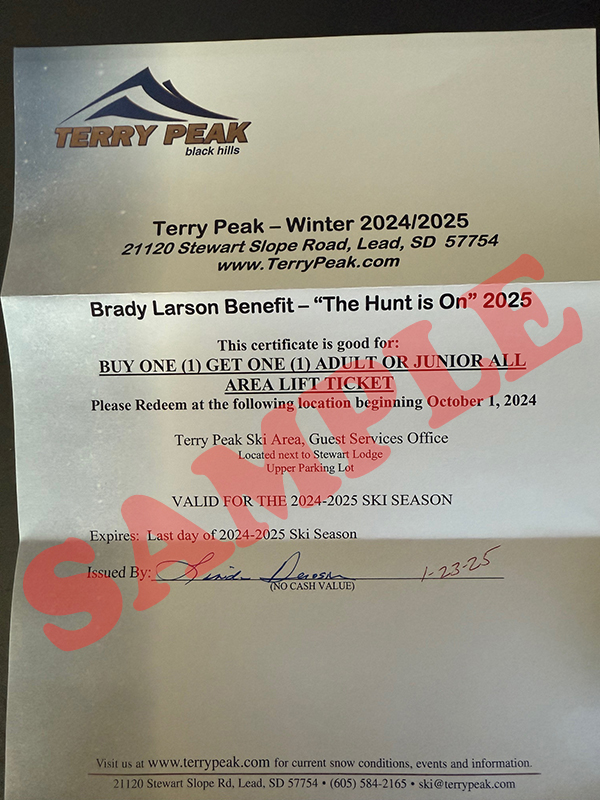 TERRY PEAK
black hills
Terry Peak – Winter 2024/2025
21120 Stewart Slope Road, Lead, SD 57754
www.TerryPeak.com
Brady Larson Benefit – “The Hunt is On” 2025
This certificate is good for:
BUY ONE (1) GET ONE (1) ADULT OR JUNIOR ALL
AREA LIFT TICKET
Please Redeem at the following location beginning October 1, 2024
Terry Peak Ski Area, Guest Services Office
Located next to Stewart Lodge
Upper Parking Lot
VALID FOR THE 2024-2025 SKI SEASON
Expires: Last day of 2024-2025 Ski Season
Issued By: 1-23-25
(NO CASH VALUE)
SAMPLE
Visit us at www.terrypeak.com for current snow conditions, events and information.
21120 Stewart Slope Rd, Lead, SD 57754 • (605) 584-2165 • ski@terrypeak.com